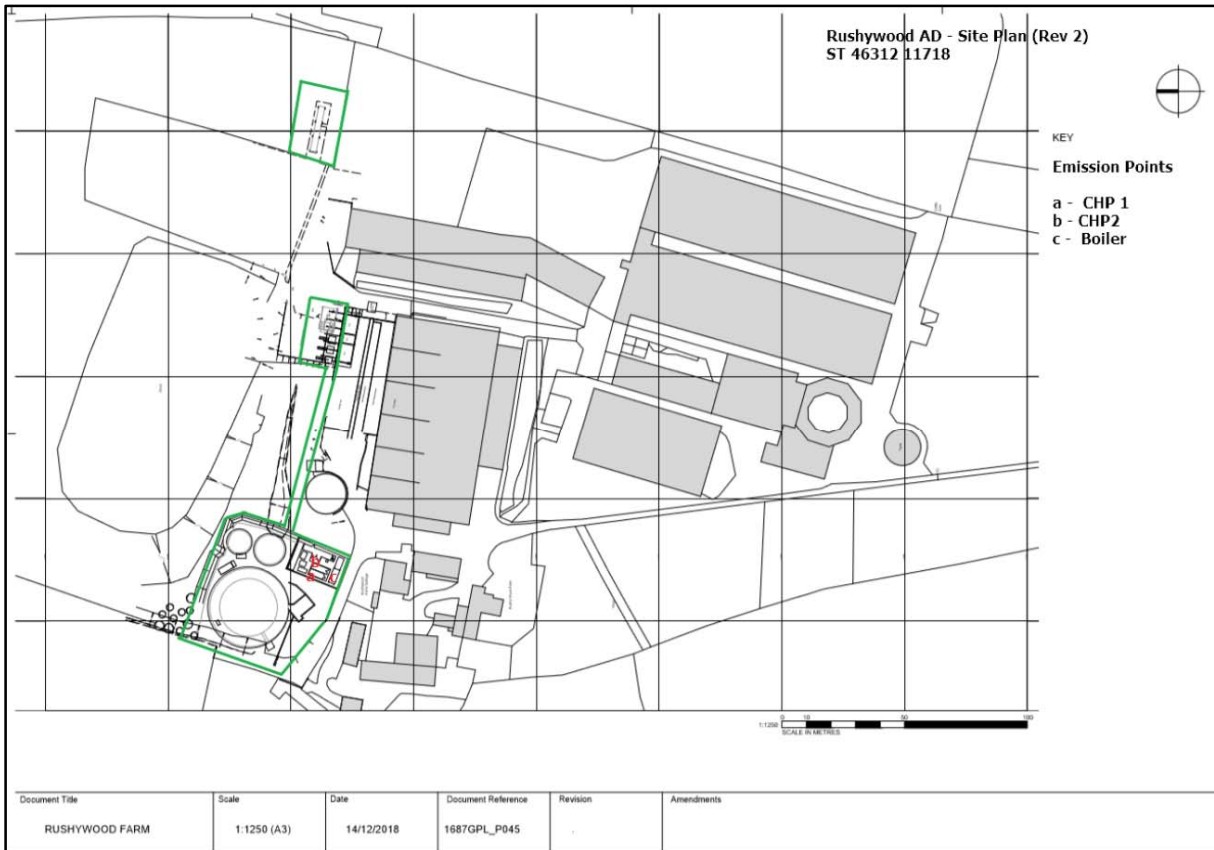 Rushywood AD - Site Plan (Rev 2)
ST 46312 11718
KEY
Emission Points
a - CHP 1
b - CHP2
c - Boiler
0 10 50 100
1:1250
SCALE IN METRES
Document Title
RUSHYWOOD FARM
Scale
1:1250 (A3)
Date
14/12/2018
Document Reference
1687GPL_P045
Revision
Amendments